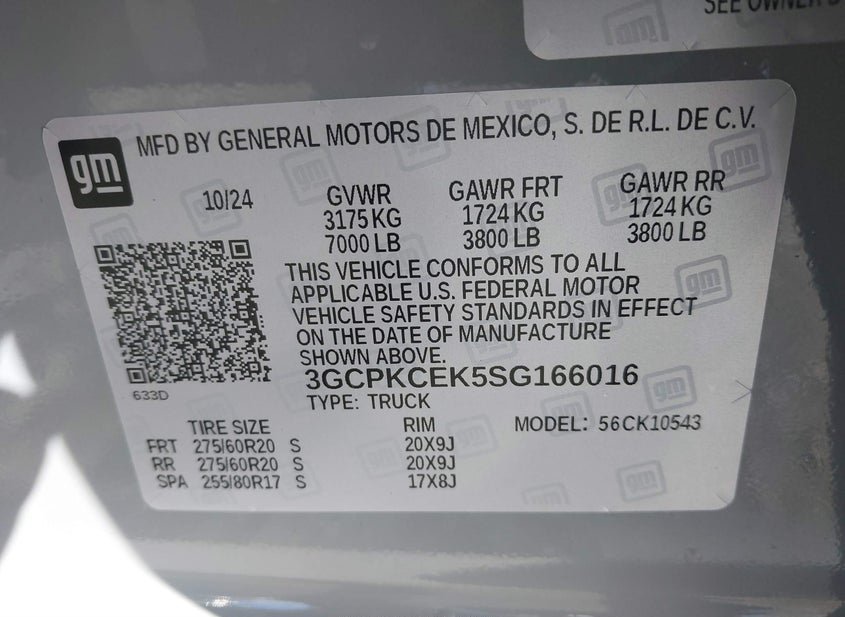 SEE OWNER'S
gm
MFD BY GENERAL MOTORS DE MEXICO, S. DE R.L. DE C.V.
10/24 GVWR GAWR FRT GAWR RR
3175 KG 1724 KG 1724 KG
7000 LB 3800 LB 3800 LB
THIS VEHICLE CONFORMS TO ALL
APPLICABLE U.S. FEDERAL MOTOR
VEHICLE SAFETY STANDARDS IN EFFECT
ON THE DATE OF MANUFACTURE
SHOWN ABOVE.
633D
3GCPKCEK5SG166016
TYPE: TRUCK
TIRE SIZE RIM MODEL: 56CK10543
FRT 275/60R20 S 20X9J
RR 275/60R20 S 20X9J
SPA 255/80R17 S 17X8J